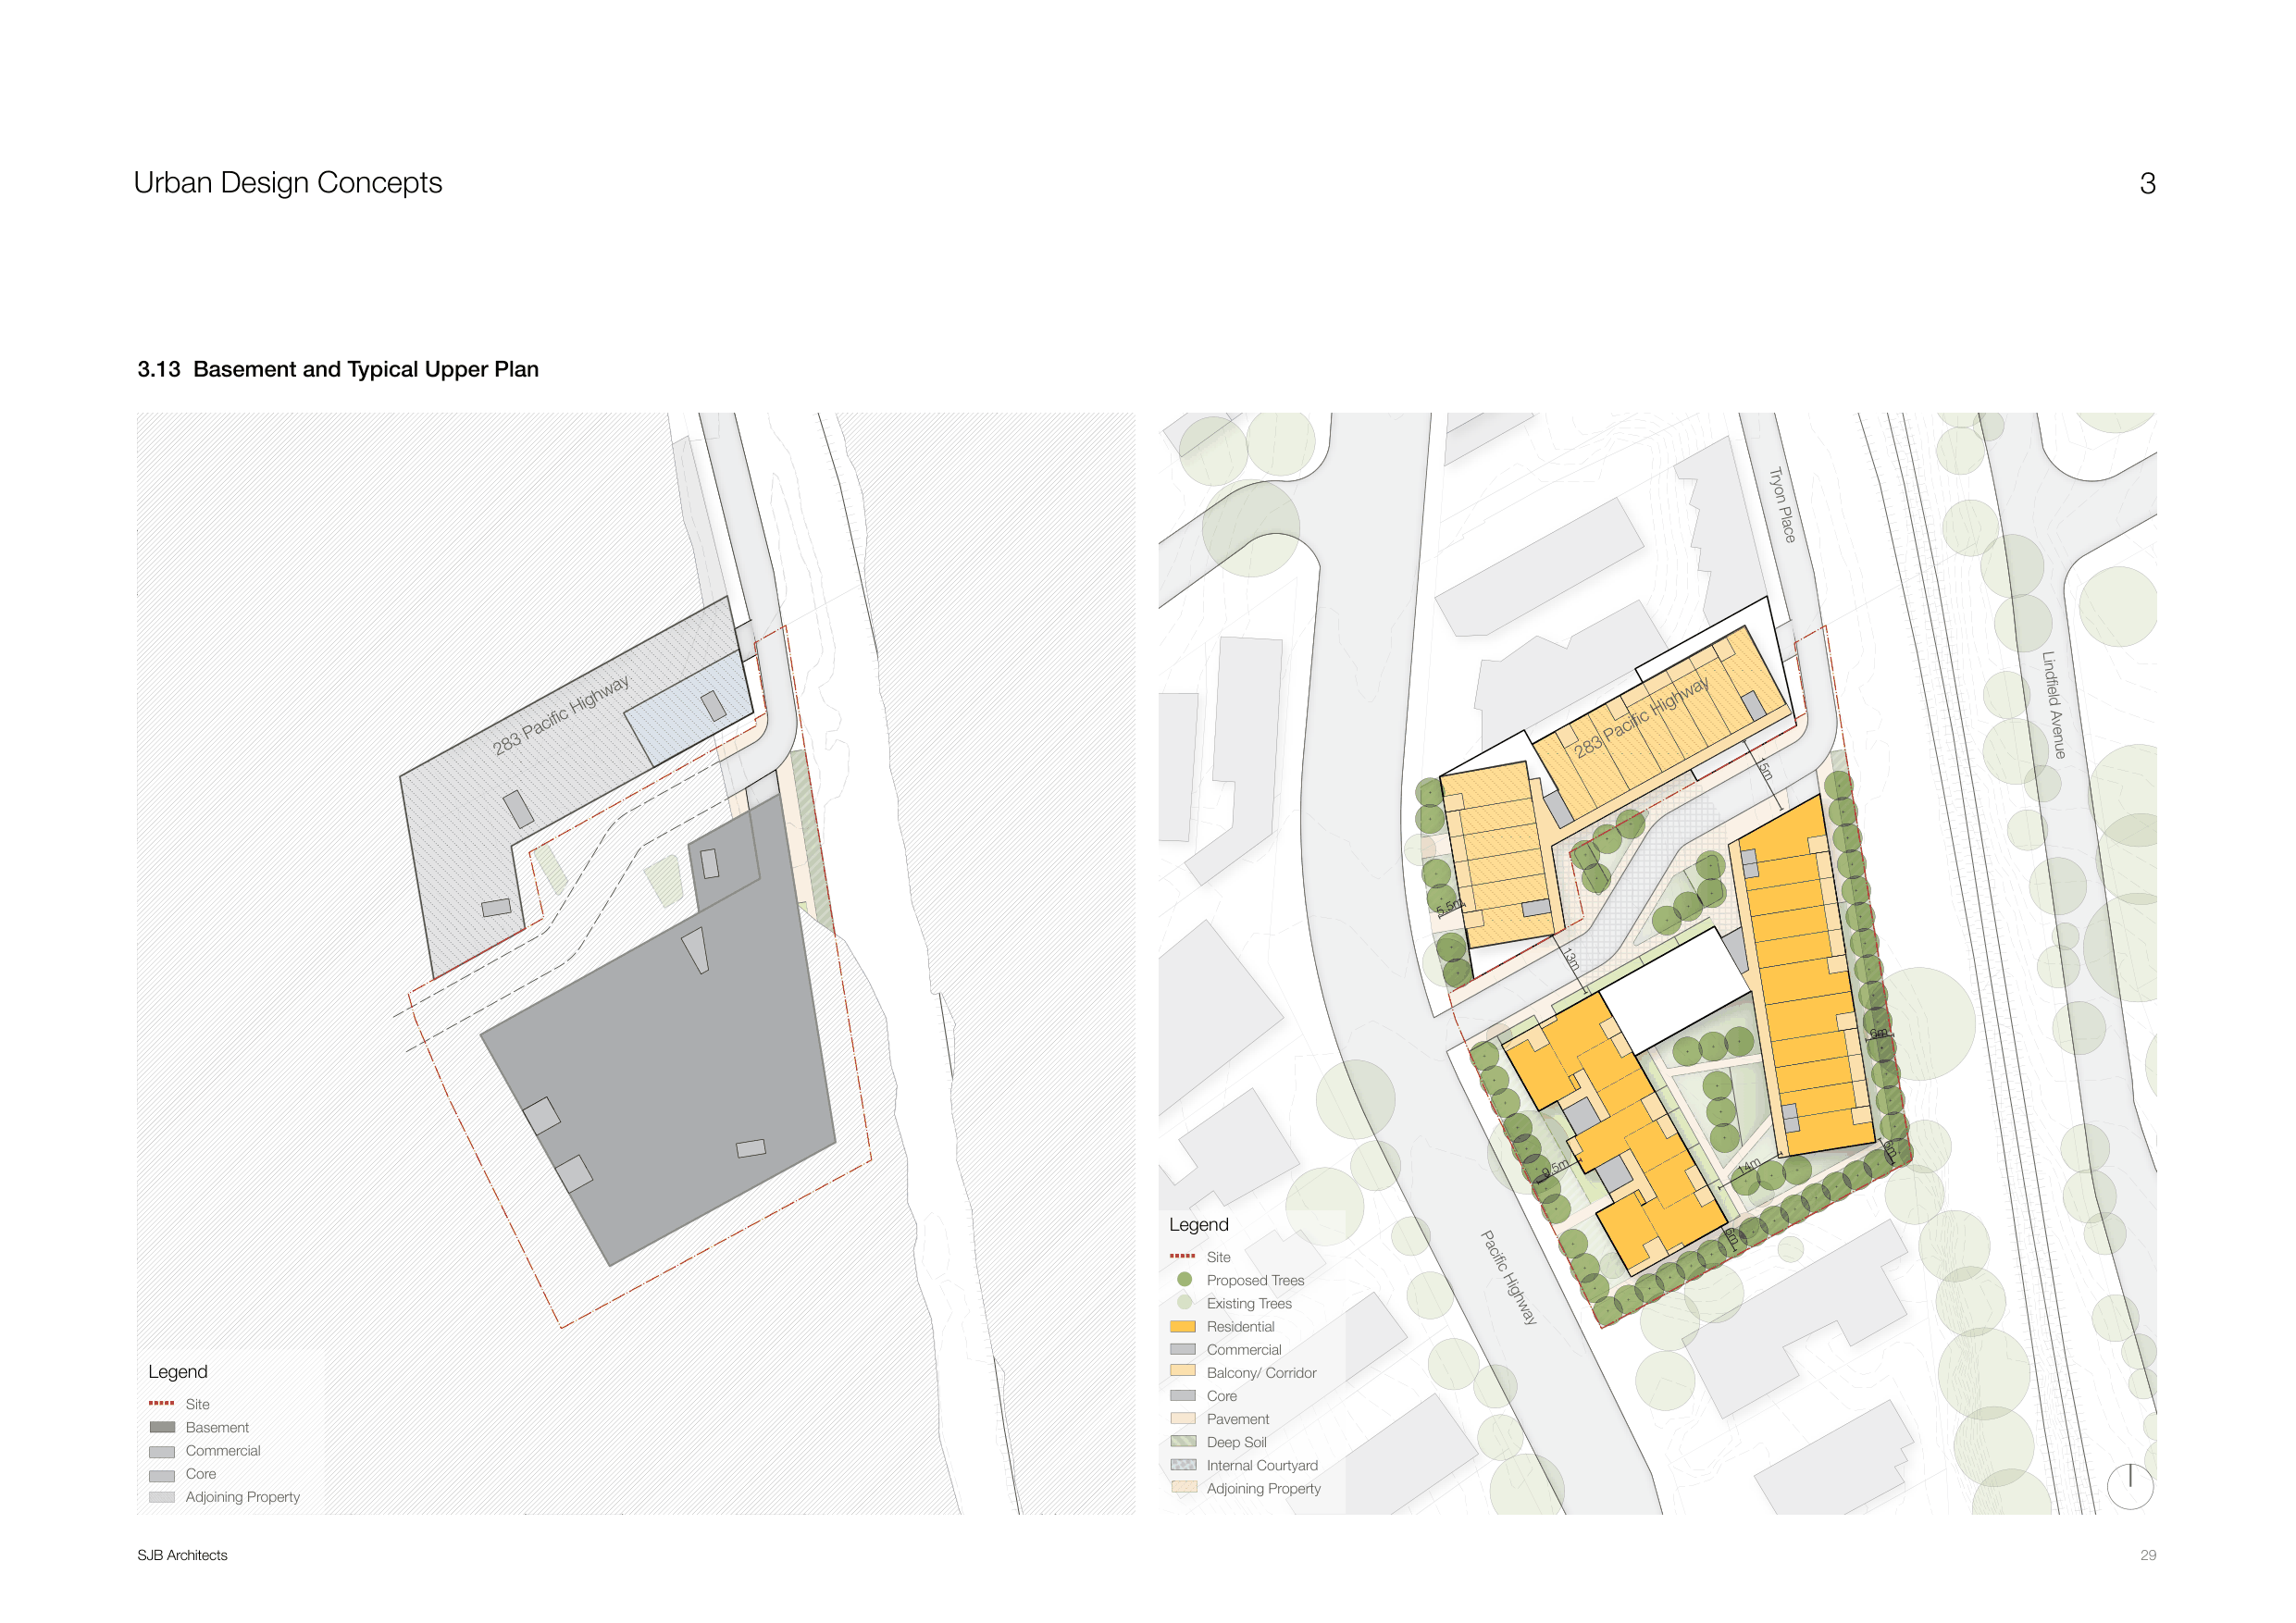 Urban Design Concepts
3
3.13 Basement and Typical Upper Plan
283 Pacific Highway
Legend
Site
Basement
Commercial
Core
Adjoining Property
Tryon Place
Lindfield Avenue
283 Pacific Highway
15m
5.5m
13m
6m
9.5m
14m
6m
6m
Pacific Highway
Legend
Site
Proposed Trees
Existing Trees
Residential
Commercial
Balcony/ Corridor
Core
Pavement
Deep Soil
Internal Courtyard
Adjoining Property
SJB Architects
29